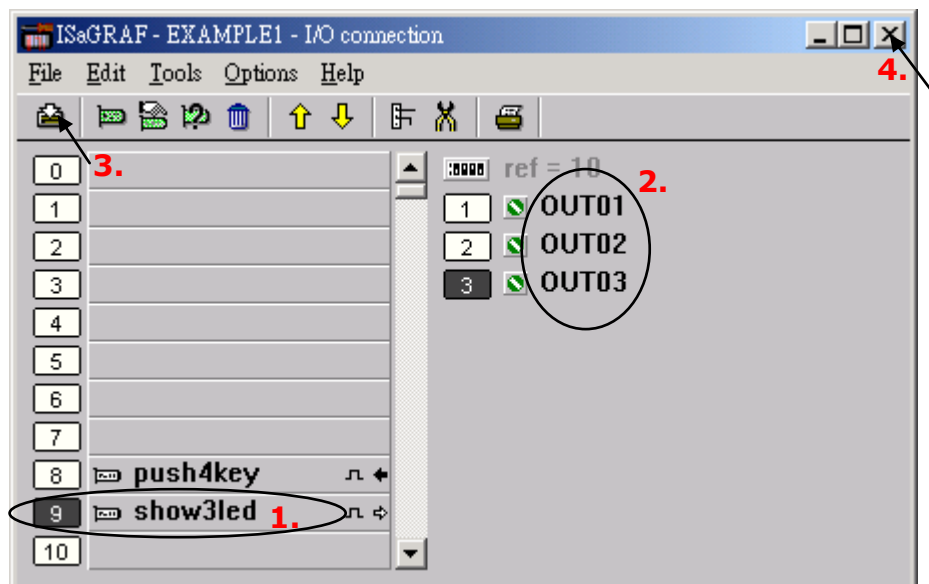 ISaGRAF - EXAMPLE1 - I/O connection
File Edit Tools Options Help
4.
3.
0
1
2
3
4
5
6
7
8 push4key
9 show3led 1.
10
ref = 10
2.
1 OUT01
2 OUT02
3 OUT03